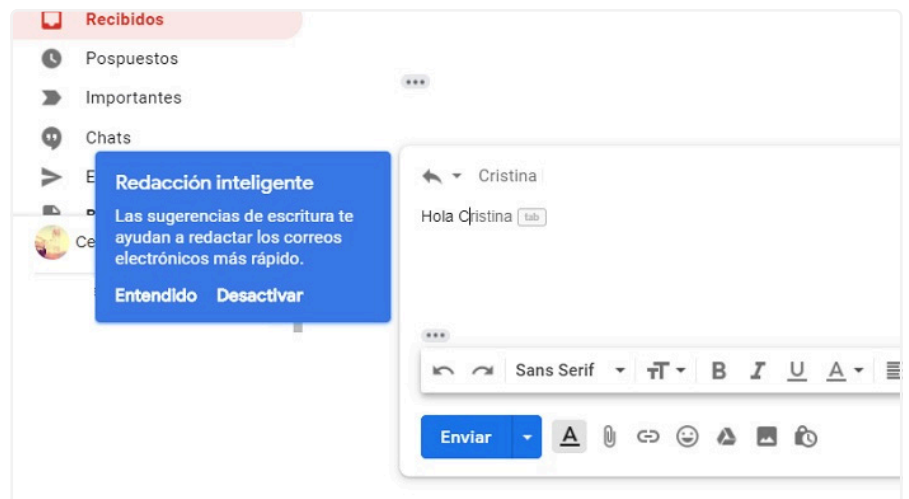 Recibidos
Pospuestos
Importantes
Chats
E
Redacción inteligente
Las sugerencias de escritura te
ayudan a redactar los correos
electrónicos más rápido.
Entendido Desactivar
Ce
Cristina
Hola Cristina tab
Sans Serif
Enviar